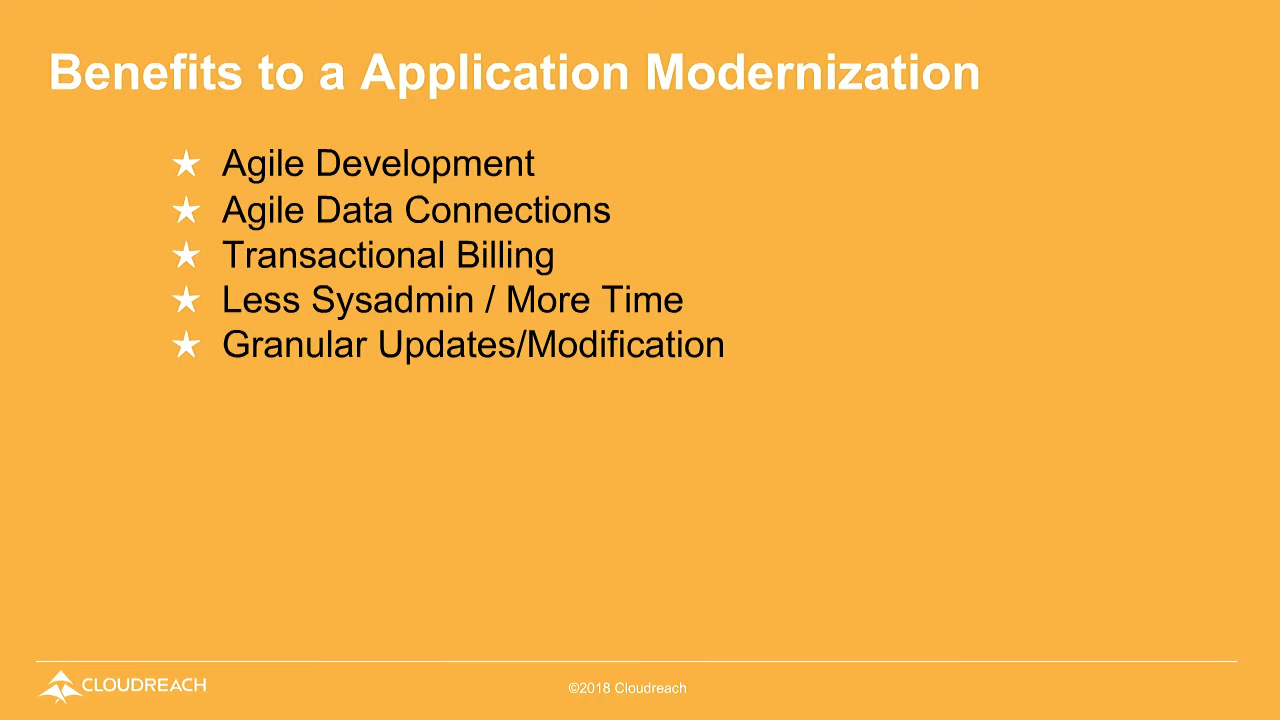 Benefits to a Application Modernization
★ Agile Development
★ Agile Data Connections
★ Transactional Billing
★ Less Sysadmin / More Time
★ Granular Updates/Modification
CLOUDREACH
©2018 Cloudreach